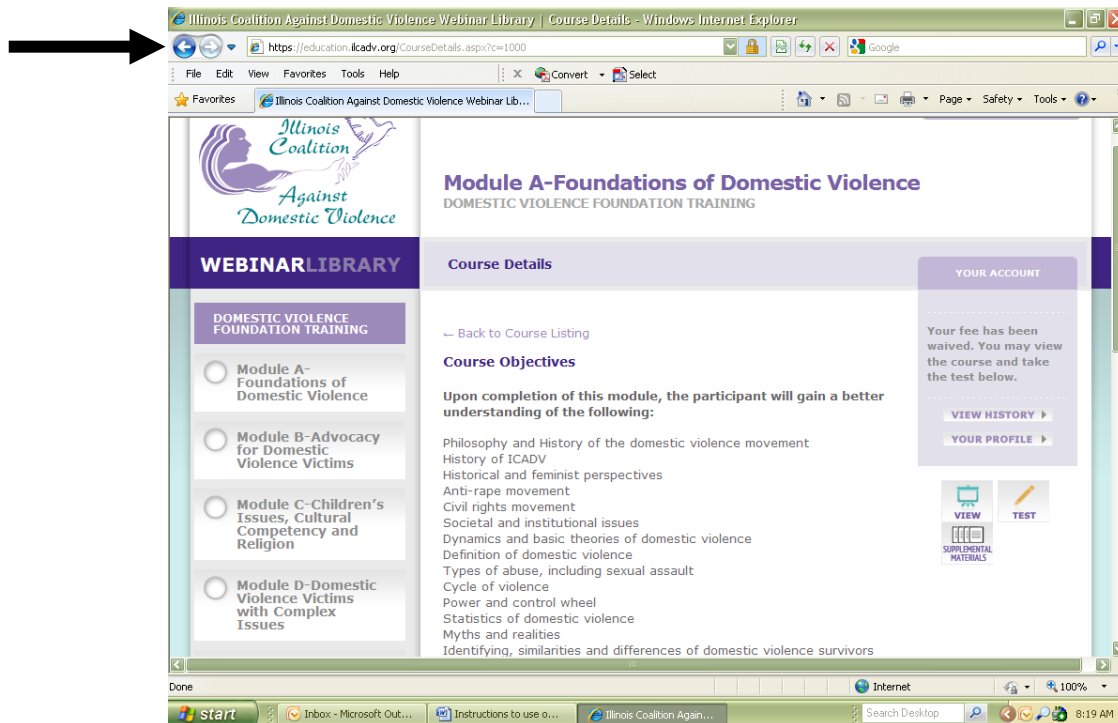 Illinois Coalition Against Domestic Violence Webinar Library | Course Details - Windows Internet Explorer
https://education.ilcadv.org/CourseDetails.aspx?c=1000
Google
File Edit View Favorites Tools Help
X Convert Select
Favorites
Illinois Coalition Against Domestic Violence Webinar Lib...
Page Safety Tools
Illinois
Coalition
Against
Domestic Violence
Module A-Foundations of Domestic Violence
DOMESTIC VIOLENCE FOUNDATION TRAINING
WEBINARLIBRARY
Course Details
YOUR ACCOUNT
Your fee has been
waived. You may view
the course and take
the test below.
VIEW HISTORY
YOUR PROFILE
VIEW
TEST
SUPPLEMENTAL
MATERIALS
DOMESTIC VIOLENCE
FOUNDATION TRAINING
Module A-
Foundations of
Domestic Violence
Module B-Advocacy
for Domestic
Violence Victims
Module C-Children's
Issues, Cultural
Competency and
Religion
Module D-Domestic
Violence Victims
with Complex
Issues
← Back to Course Listing
Course Objectives
Upon completion of this module, the participant will gain a better
understanding of the following:
Philosophy and History of the domestic violence movement
History of ICADV
Historical and feminist perspectives
Anti-rape movement
Civil rights movement
Societal and institutional issues
Dynamics and basic theories of domestic violence
Definition of domestic violence
Types of abuse, including sexual assault
Cycle of violence
Power and control wheel
Statistics of domestic violence
Myths and realities
Identifying, similarities and differences of domestic violence survivors
Done
Internet
100%
start
Inbox - Microsoft Out...
Instructions to use o...
Illinois Coalition Again...
Search Desktop
8:19 AM